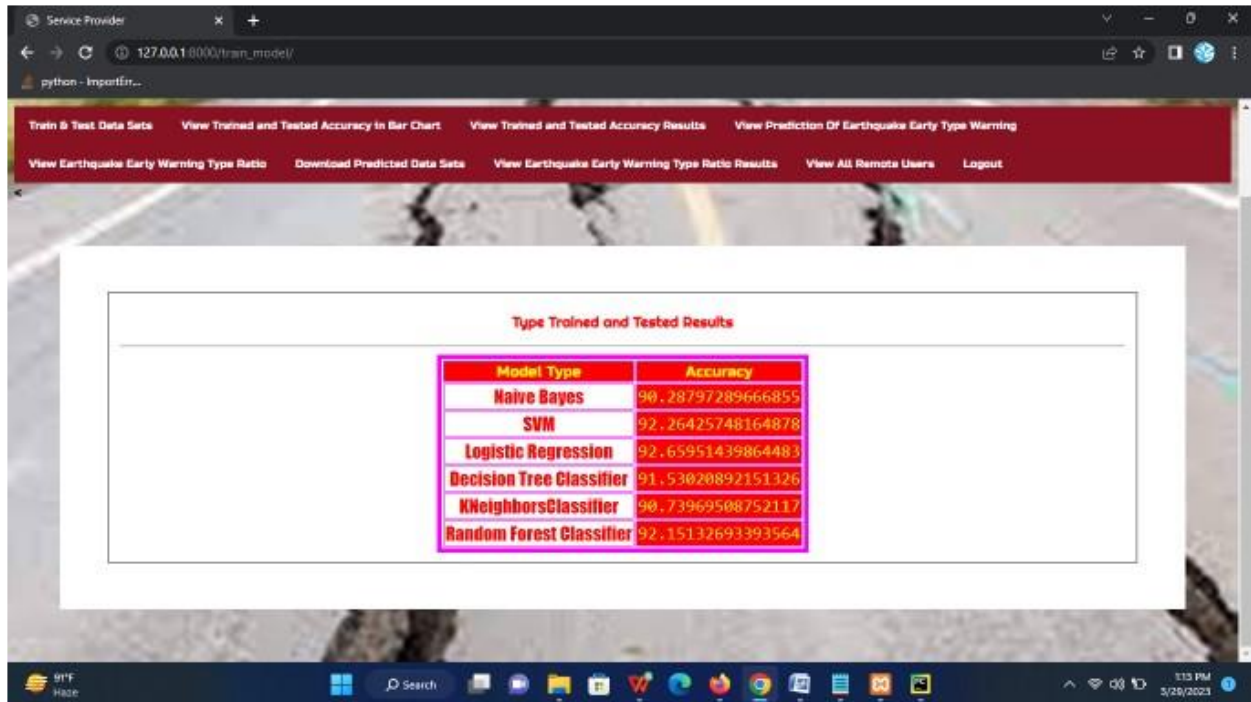 Service Provider
127.0.0.1:8000/train_model/
python - ImportErr...
Train & Test Data Sets View Trained and Tested Accuracy in Bar Chart View Trained and Tested Accuracy Results View Prediction Of Earthquake Early Type Warning
View Earthquake Early Warning Type Ratio Download Predicted Data Sets View Earthquake Early Warning Type Ratio Results View All Remote Users Logout
<
Type Trained and Tested Results
Model Type Accuracy
Naive Bayes 90.28797289666855
SVM 92.26425748164878
Logistic Regression 92.65951439864483
Decision Tree Classifier 91.53020892151326
KNeighborsClassifier 90.73969508752117
Random Forest Classifier 92.15132693393564
91°F
Haze
Search
1:13 PM
3/29/2023